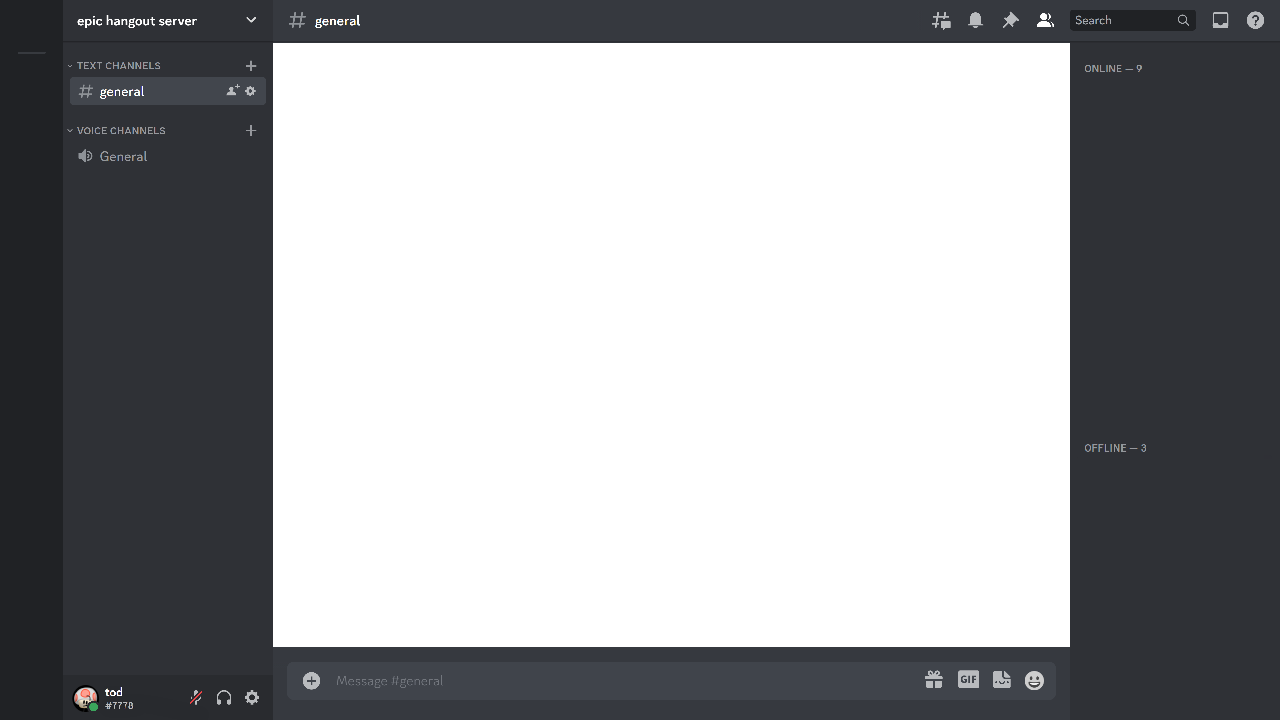 epic hangout server
general
Search
TEXT CHANNELS
general
VOICE CHANNELS
General
ONLINE — 9
OFFLINE — 3
Message #general
GIF
tod
#7778